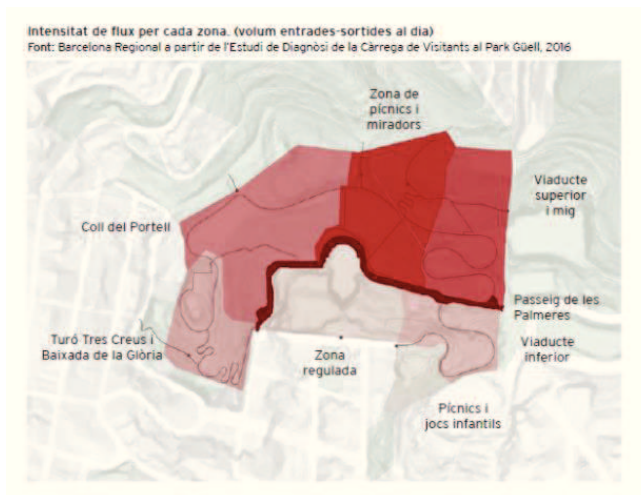 Intensitat de flux per cada zona. (volum entrades-sortides al dia)
Font: Barcelona Regional a partir de l'Estudi de Diagnòsi de la Càrrega de Visitants al Park Güell, 2016
Zona de
pícnics i
miradors
Viaducte
superior
i mig
Coll del Portell
Passeig de les
Palmeres
Turó Tres Creus i
Baixada de la Glòria
Zona
regulada
Viaducte
inferior
Pícnics i
jocs infantils